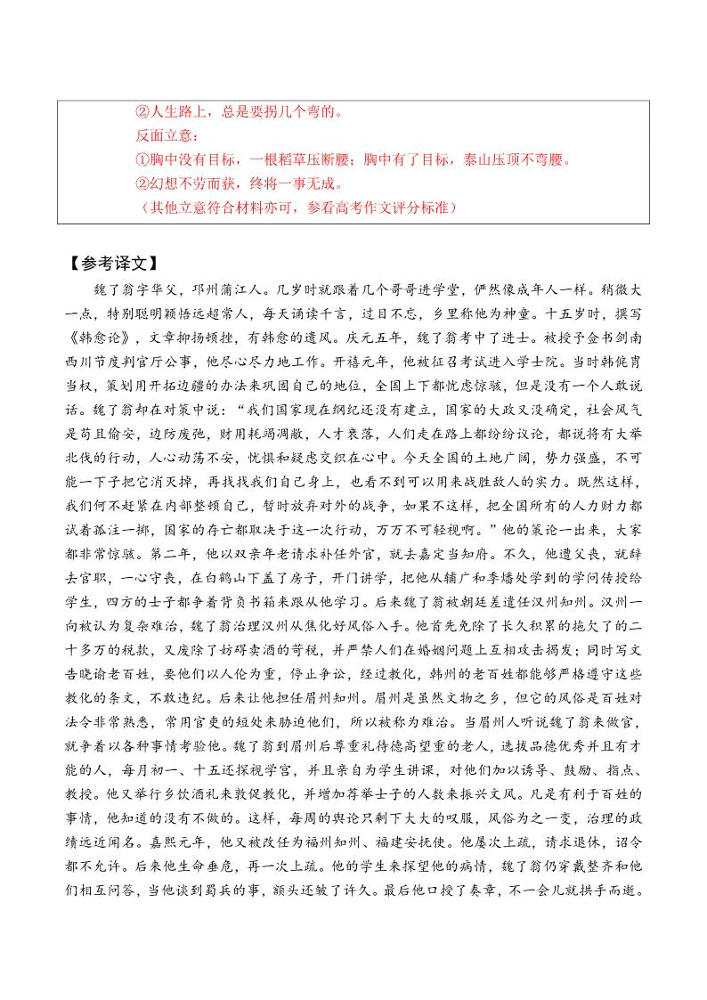 ②人生路上，总是要拐几个弯的。
反面立意：
①胸中没有目标，一根稻草压断腰；胸中有了目标，泰山压顶不弯腰。
②幻想不劳而获，终将一事无成。
（其他立意符合材料亦可，参看高考作文评分标准）
【参考译文】
魏了翁字华父，邛州蒲江人。几岁时就跟着几个哥哥进学堂，俨然像成年人一样。稍微大
一点，特别聪明颖悟远超常人，每天诵读千言，过目不忘，乡里称他为神童。十五岁时，撰写
《韩愈论》，文章抑扬顿挫，有韩愈的遗风。庆元五年，魏了翁考中了进士。被授予佥书剑南
西川节度判官厅公事，他尽心尽力地工作。开禧元年，他被征召考试进入学士院。当时韩侂胄
当权，策划用开拓边疆的办法来巩固自己的地位，全国上下都忧虑惊骇，但是没有一个人敢说
话。魏了翁却在对策中说：“我们国家现在纲纪还没有建立，国家的大政又没确定，社会风气
是苟且偷安，边防废弛，财用耗竭凋敝，人才衰落，人们走在路上都纷纷议论，都说将有大举
北伐的行动，人心动荡不安，忧惧和疑虑交织在心中。今天全国的土地广阔，势力强盛，不可
能一下子把它消灭掉，再找找我们自己身上，也看不到可以用来战胜敌人的实力。既然这样，
我们何不赶紧在内部整顿自己，暂时放弃对外的战争，如果不这样，把全国所有的人力财力都
试着孤注一掷，国家的存亡都取决于这一次行动，万万不可轻视啊。”他的策论一出来，大家
都非常惊骇。第二年，他以双亲年老请求补任外官，就去嘉定当知府。不久，他遭父丧，就辞
去官职，一心守丧，在白鹤山下盖了房子，开门讲学，把他从辅广和李燔处学到的学问传授给
学生，四方的士子都争着背负书箱来跟从他学习。后来魏了翁被朝廷差遣任汉州知州。汉州一
向被认为复杂难治，魏了翁治理汉州从焦化好风俗入手。他首先免除了长久积累的拖欠了的二
十多万的税款，又废除了妨碍卖酒的苛税，并严禁人们在婚姻问题上互相攻击揭发；同时写文
告晓谕老百姓，要他们以人伦为重，停止争讼，经过教化，韩州的老百姓都能够严格遵守这些
教化的条文，不敢违纪。后来让他担任眉州知州。眉州是虽然文物之乡，但它的风俗是百姓对
法令非常熟悉，常用官吏的短处来胁迫他们，所以被称为难治。当眉州人听说魏了翁来做官，
就争着以各种事情考验他。魏了翁到眉州后尊重礼待德高望重的老人，选拔品德优秀并且有才
能的人，每月初一、十五还探视学宫，并且亲自为学生讲课，对他们加以诱导、鼓励、指点、
教授。他又举行乡饮酒礼来敦促教化，并增加荐举士子的人数来振兴文风。凡是有利于百姓的
事情，他知道的没有不做的。这样，每周的舆论只剩下大大的叹服，风俗为之一变，治理的政
绩远近闻名。嘉熙元年，他又被改任为福州知州、福建安抚使。他屡次上疏，请求退休，诏令
都不允许。后来他生命垂危，再一次上疏。他的学生来探望他的病情，魏了翁仍穿戴整齐和他
们相互问答，当他谈到蜀兵的事，额头还皱了许久。最后他口授了奏章，不一会儿就拱手而逝。